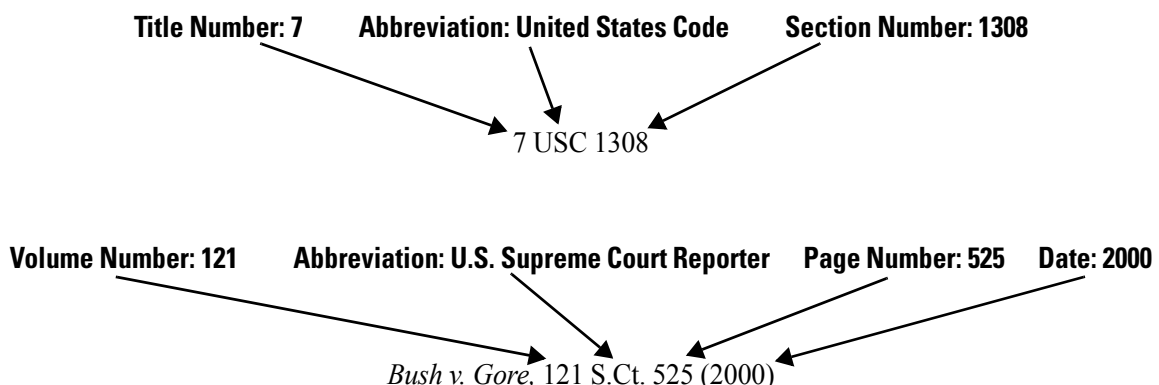 Title Number: 7 Abbreviation: United States Code Section Number: 1308
7 USC 1308
Volume Number: 121 Abbreviation: U.S. Supreme Court Reporter Page Number: 525 Date: 2000
Bush v. Gore, 121 S.Ct. 525 (2000)